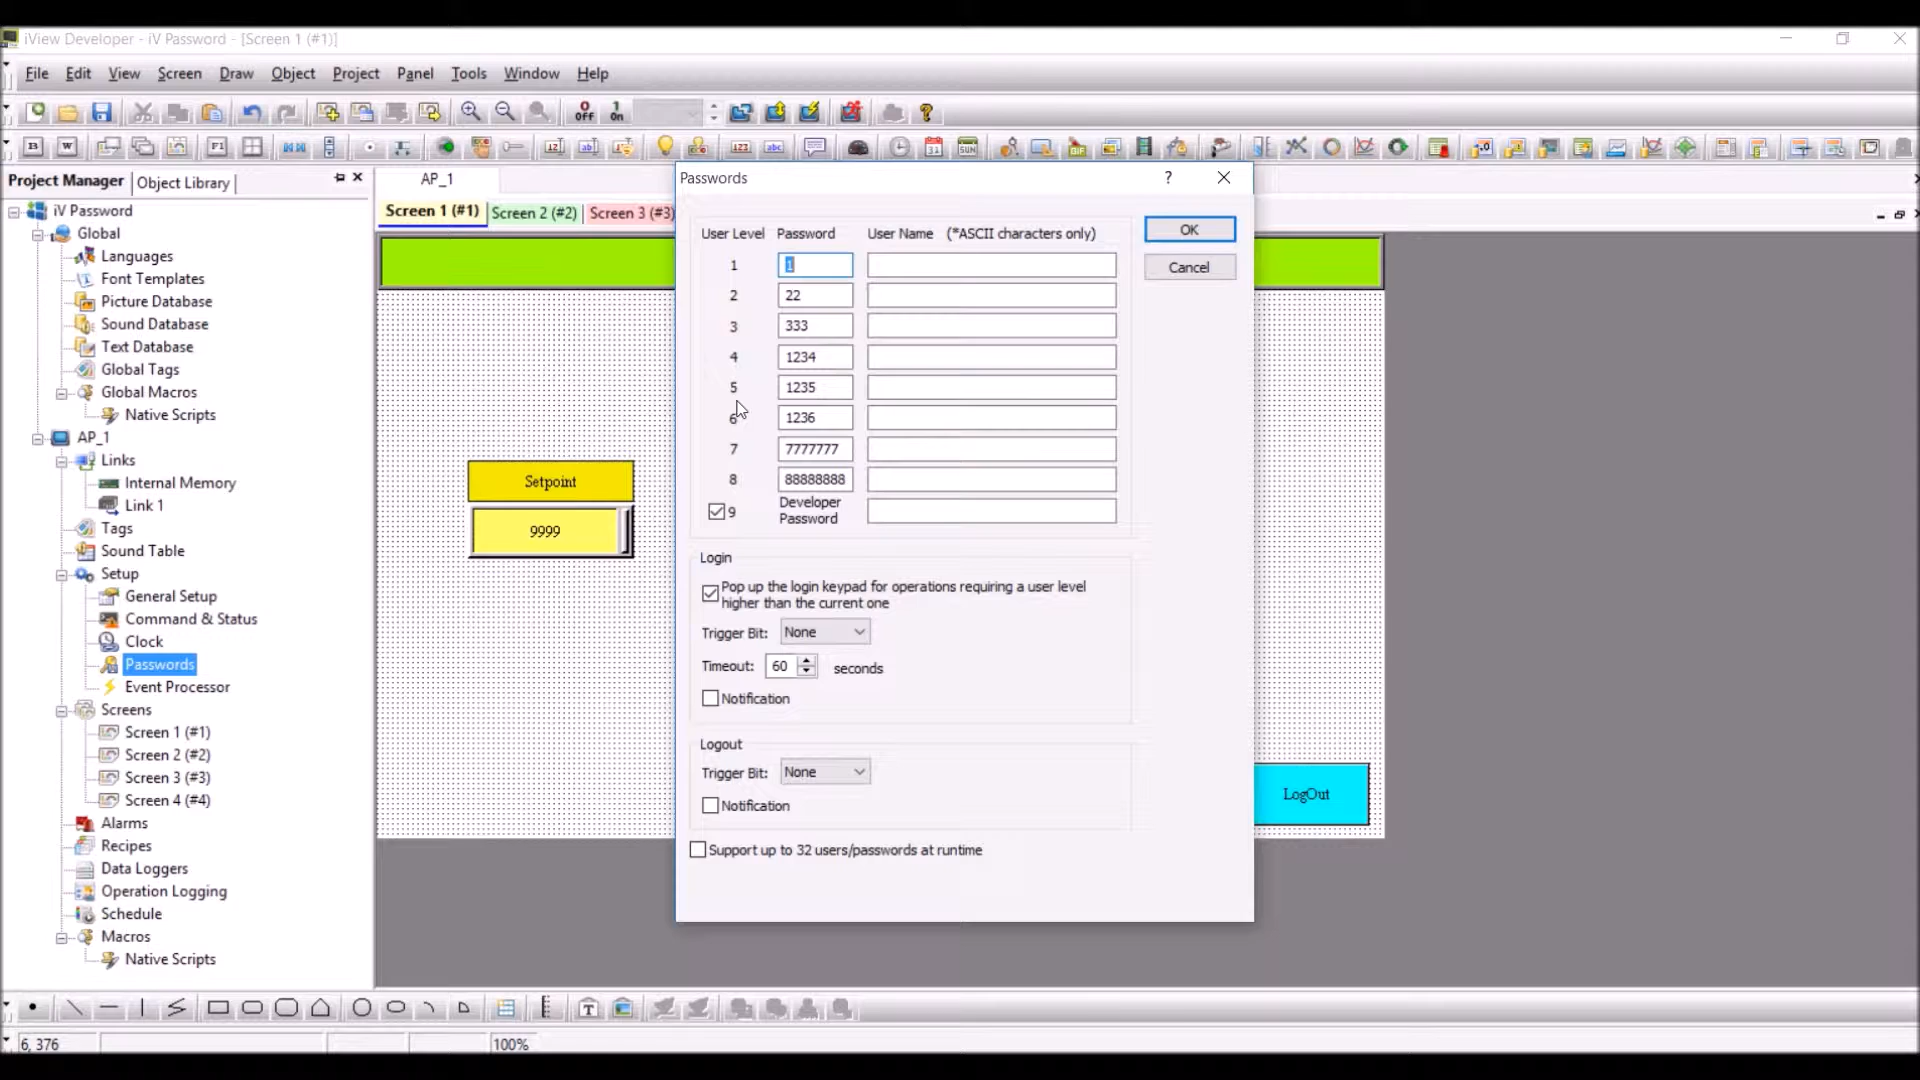 iView Developer - iV Password - [Screen 1 (#1)]
File Edit View Screen Draw Object Project Panel Tools Window Help
OFF On
Project Manager Object Library
AP_1
Screen 1 (#1) Screen 2 (#2) Screen 3 (#3)
iV Password
Global
Languages
Font Templates
Picture Database
Sound Database
Text Database
Global Tags
Global Macros
Native Scripts
AP_1
Links
Internal Memory
Link 1
Tags
Sound Table
Setup
General Setup
Command & Status
Clock
Passwords
Event Processor
Screens
Screen 1 (#1)
Screen 2 (#2)
Screen 3 (#3)
Screen 4 (#4)
Alarms
Recipes
Data Loggers
Operation Logging
Schedule
Macros
Native Scripts
Setpoint
9999
Passwords
User Level Password User Name (*ASCII characters only)
OK
Cancel
1 1
2 22
3 333
4 1234
5 1235
6 1236
7 7777777
8 88888888
9 Developer
Password
Login
Pop up the login keypad for operations requiring a user level
higher than the current one
Trigger Bit: None
Timeout: 60 seconds
Notification
Logout
Trigger Bit: None
Notification
Support up to 32 users/passwords at runtime
LogOut
6, 376 100%